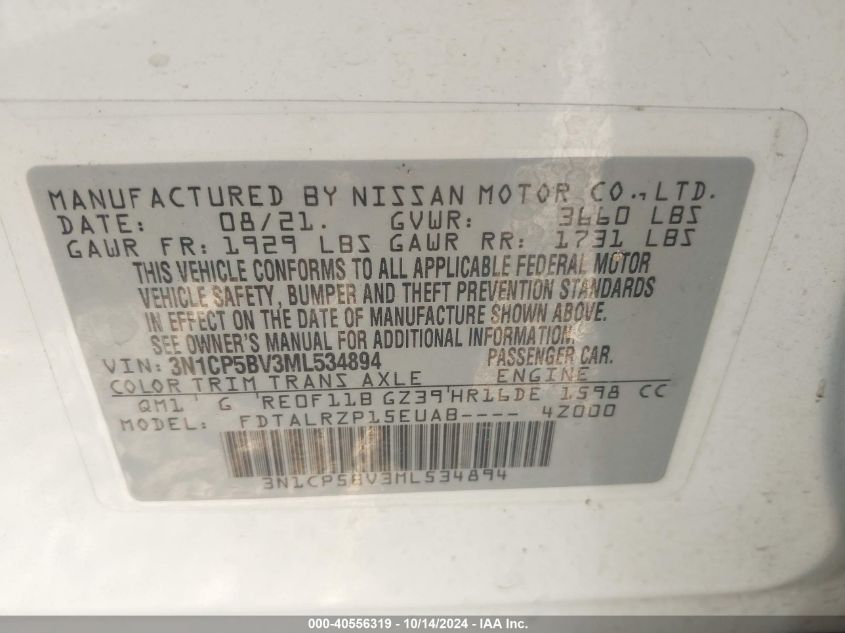 MANUFACTURED BY NISSAN MOTOR CO., LTD.
DATE: 08/21. GVWR: 3660 LBS
GAWR FR: 1929 LBS GAWR RR: 1731 LBS
THIS VEHICLE CONFORMS TO ALL APPLICABLE FEDERAL MOTOR
VEHICLE SAFETY, BUMPER AND THEFT PREVENTION STANDARDS
IN EFFECT ON THE DATE OF MANUFACTURE SHOWN ABOVE.
SEE OWNER'S MANUAL FOR ADDITIONAL INFORMATION.
VIN: 3N1CP5BV3ML534894 PASSENGER CAR.
COLOR TRIM TRANS AXLE ENGINE
QM1 G RE0F11B GZ39 HR16DE 1598 CC
MODEL: FDTALRZP15EUAB---- 4Z000
3N1CP5BV3ML534894
000-40556319 - 10/14/2024 - IAA Inc.